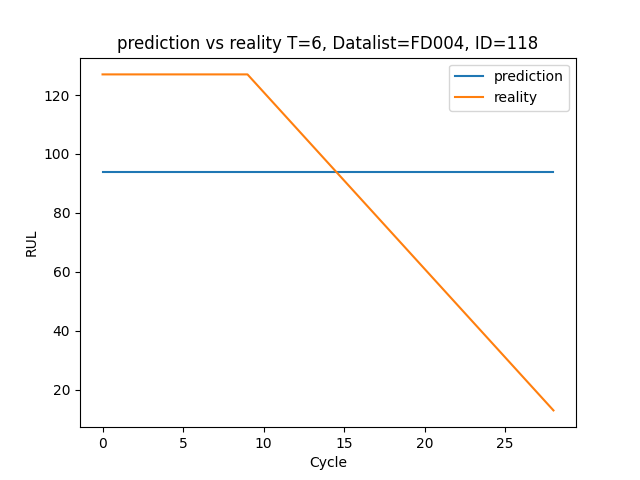 prediction vs reality T=6, Datalist=FD004, ID=118
prediction
reality
120
100
80
60
40
20
RUL
0 5 10 15 20 25
Cycle